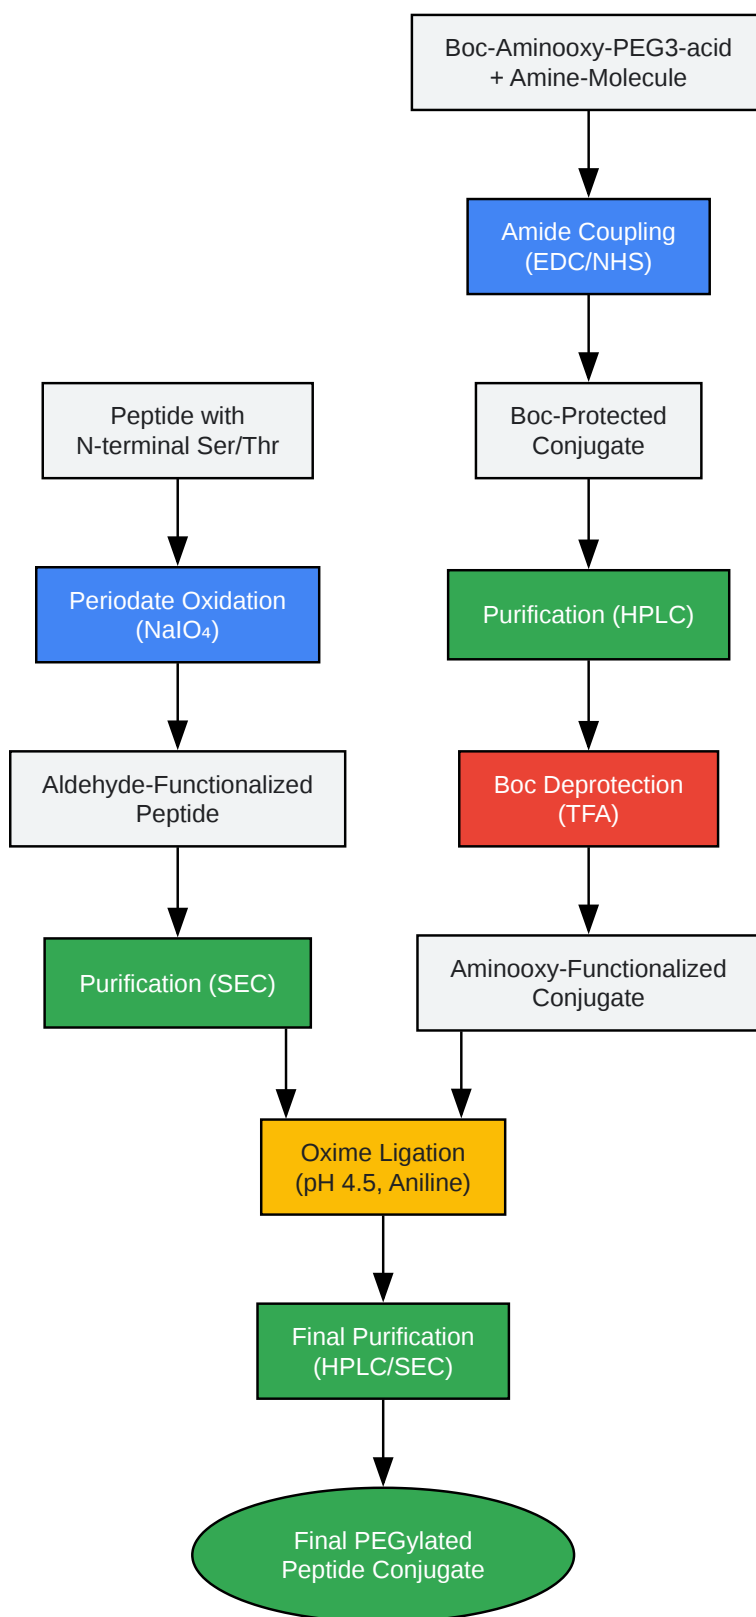 Boc-Aminooxy-PEG3-acid
+ Amine-Molecule
Amide Coupling
(EDC/NHS)
Peptide with
N-terminal Ser/Thr
Boc-Protected
Conjugate
Periodate Oxidation
(NaIO₄)
Purification (HPLC)
Aldehyde-Functionalized
Peptide
Boc Deprotection
(TFA)
Purification (SEC)
Aminooxy-Functionalized
Conjugate
Oxime Ligation
(pH 4.5, Aniline)
Final Purification
(HPLC/SEC)
Final PEGylated
Peptide Conjugate